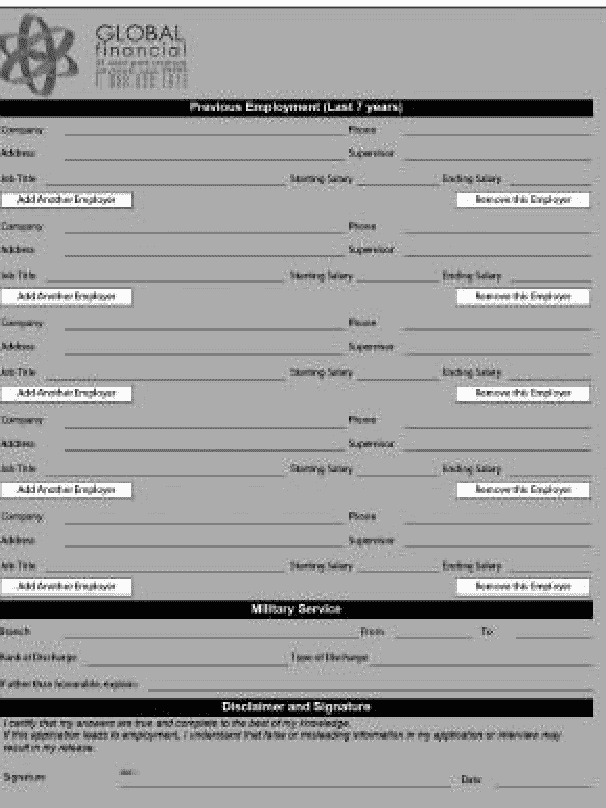 GLOBAL
financial
Previous Employment (Last 7 years)
Company Phone
Address Supervisor
Job Title Starting Salary Ending Salary
Add Another Employer Remove this Employer
Company Phone
Address Supervisor
Job Title Starting Salary Ending Salary
Add Another Employer Remove this Employer
Company Phone
Address Supervisor
Job Title Starting Salary Ending Salary
Add Another Employer Remove this Employer
Company Phone
Address Supervisor
Job Title Starting Salary Ending Salary
Add Another Employer Remove this Employer
Company Phone
Address Supervisor
Job Title Starting Salary Ending Salary
Add Another Employer Remove this Employer
Military Service
Branch From To
Rank at Discharge Type of Discharge
If other than honorable, explain
Disclaimer and Signature
I certify that my answers are true and complete to the best of my knowledge.
If this application leads to employment, I understand that false or misleading information in my application or interview may
result in my release.
Signature Date